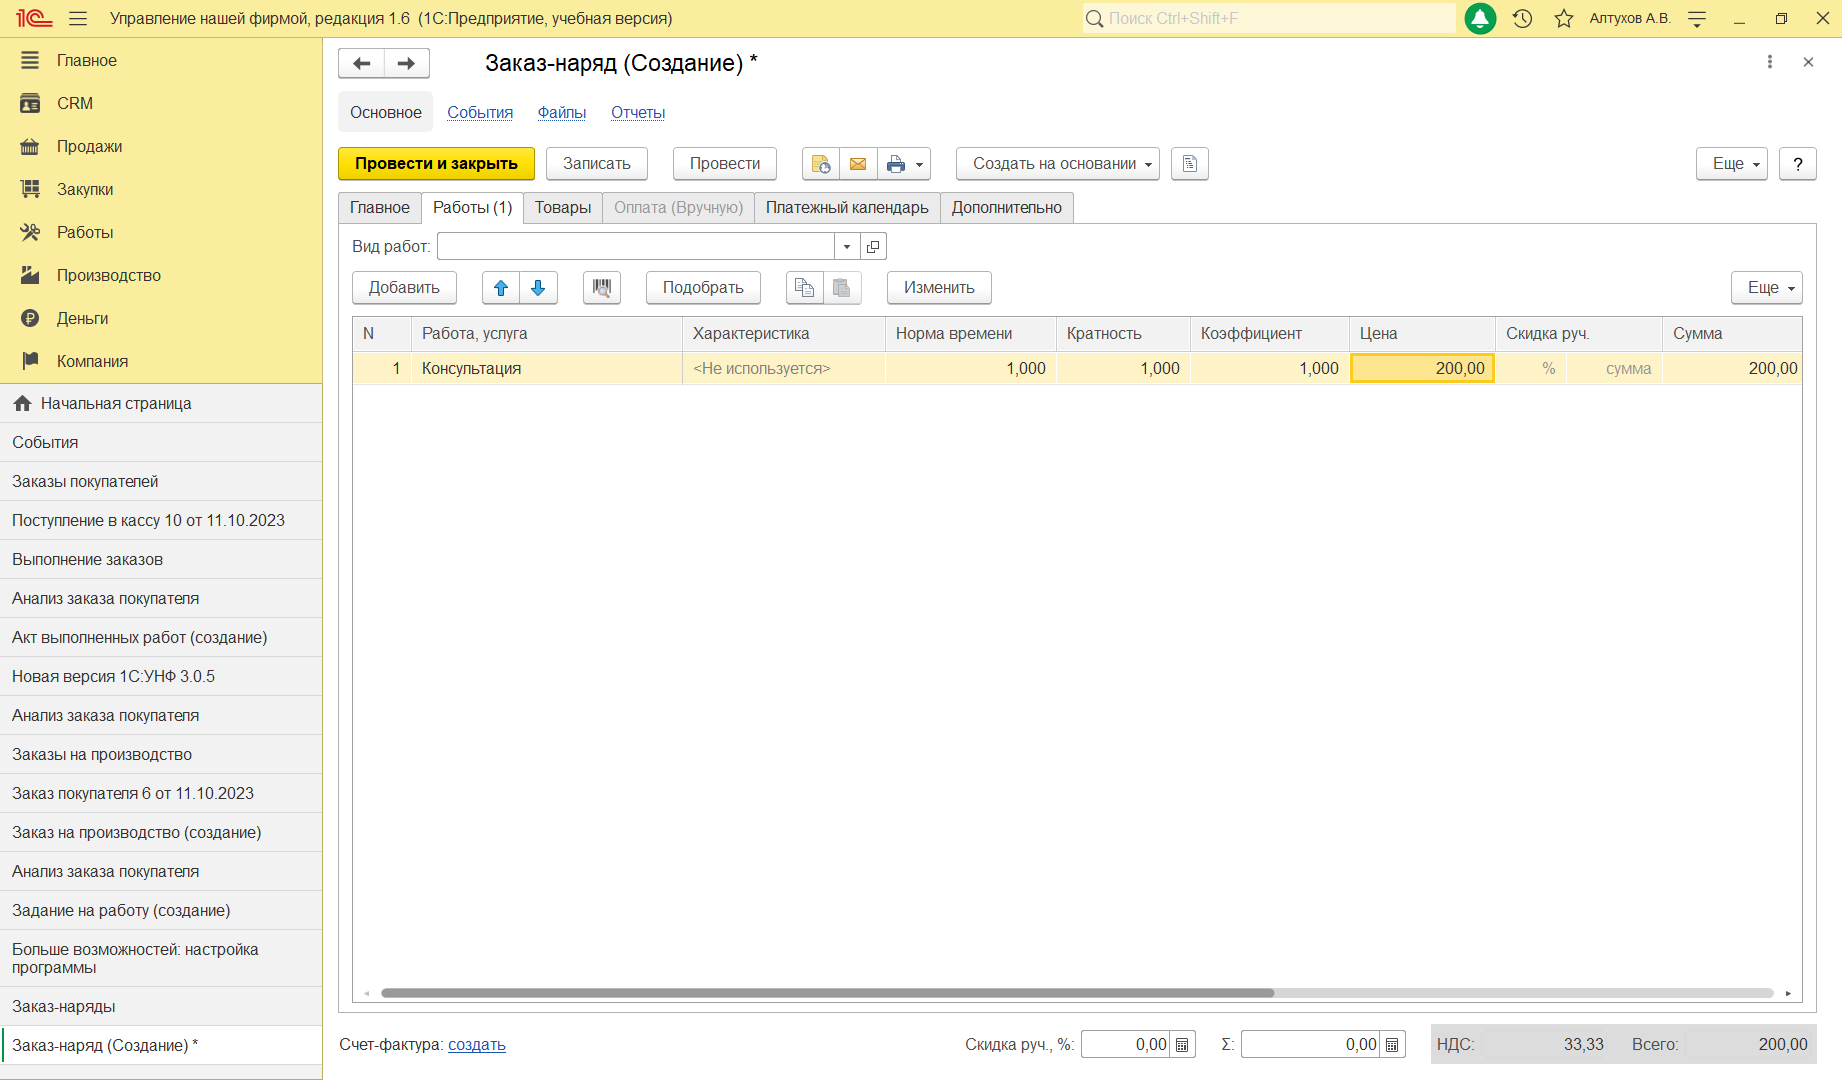 Управление нашей фирмой, редакция 1.6 (1С:Предприятие, учебная версия)
Поиск Ctrl+Shift+F
Алтухов А.В.
Главное
CRM
Продажи
Закупки
Работы
Производство
Деньги
Компания
Начальная страница
События
Заказы покупателей
Поступление в кассу 10 от 11.10.2023
Выполнение заказов
Анализ заказа покупателя
Акт выполненных работ (создание)
Новая версия 1С:УНФ 3.0.5
Анализ заказа покупателя
Заказы на производство
Заказ покупателя 6 от 11.10.2023
Заказ на производство (создание)
Анализ заказа покупателя
Задание на работу (создание)
Больше возможностей: настройка
программы
Заказ-наряды
Заказ-наряд (Создание) *
Заказ-наряд (Создание) *
Основное События Файлы Отчеты
Провести и закрыть Записать Провести Создать на основании Еще ?
Главное Работы (1) Товары Оплата (Вручную) Платежный календарь Дополнительно
Вид работ:
Добавить Подобрать Изменить Еще
N Работа, услуга Характеристика Норма времени Кратность Коэффициент Цена Скидка руч. Сумма
1 Консультация <Не используется> 1,000 1,000 1,000 200,00 % сумма 200,00
Счет-фактура: создать Скидка руч., %: 0,00 Σ: 0,00 НДС: 33,33 Всего: 200,00